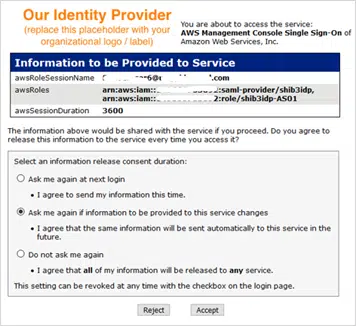 Our Identity Provider
(replace this placeholder with your
organizational logo / label)
You are about to access the service:
AWS Management Console Single Sign-On of
Amazon Web Services, Inc.
Information to be Provided to Service
awsRoleSessionName .com
awsRoles arn:aws:iam:: :saml-provider/shib3idp,
arn:aws:iam:: :role/shib3idp-AS01
awsSessionDuration 3600
The information above would be shared with the service if you proceed. Do you agree to
release this information to the service every time you access it?
Select an information release consent duration:
Ask me again at next login
• I agree to send my information this time.
Ask me again if information to be provided to this service changes
• I agree that the same information will be sent automatically to this service in the
future.
Do not ask me again
• I agree that all of my information will be released to any service.
This setting can be revoked at any time with the checkbox on the login page.
Reject Accept